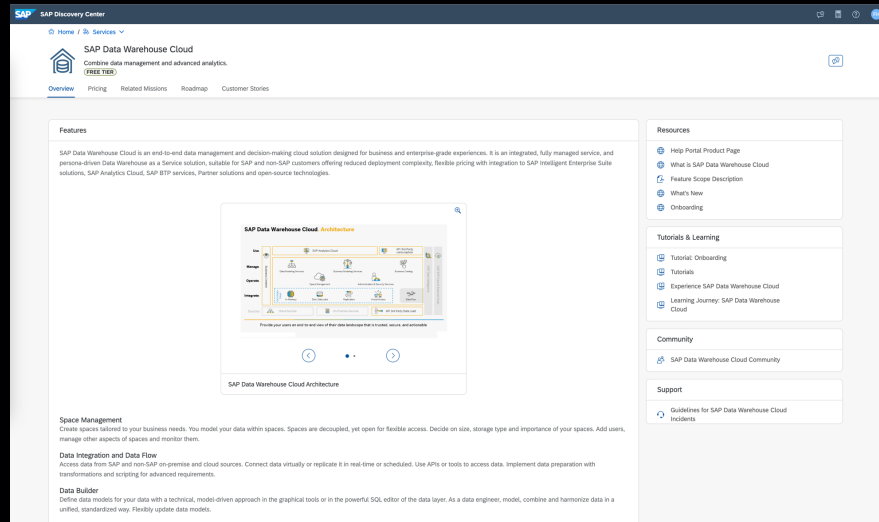 SAP SAP Discovery Center
Home / Services
SAP Data Warehouse Cloud
Combine data management and advanced analytics.
FREE TIER
Overview Pricing Related Missions Roadmap Customer Stories
Features
SAP Data Warehouse Cloud is an end-to-end data management and decision-making cloud solution designed for business and enterprise-grade experiences. It is an integrated, fully managed service, and
persona-driven Data Warehouse as a Service solution, suitable for SAP and non-SAP customers offering reduced deployment complexity, flexible pricing with integration to SAP Intelligent Enterprise Suite
solutions, SAP Analytics Cloud, SAP BTP services, Partner solutions and open-source technologies.
SAP Data Warehouse Cloud Architecture
Use
SAP Analytics Cloud
Manage
Operate
Integrate
Provide your users an end-to-end view of their data landscape that is trusted, secure, and actionable
SAP Data Warehouse Cloud Architecture
Space Management
Create spaces tailored to your business needs. You model your data within spaces. Spaces are decoupled, yet open for flexible access. Decide on size, storage type and importance of your spaces. Add users,
manage other aspects of spaces and monitor them.
Data Integration and Data Flow
Access data from SAP and non-SAP on-premise and cloud sources. Connect data virtually or replicate it in real-time or scheduled. Use APIs or tools to access data. Implement data preparation with
transformations and scripting for advanced requirements.
Data Builder
Define data models for your data with a technical, model-driven approach in the graphical tools or in the powerful SQL editor of the data layer. As a data engineer, model, combine and harmonize data in a
unified, standardized way. Flexibly update data models.
Resources
Help Portal Product Page
What is SAP Data Warehouse Cloud
Feature Scope Description
What's New
Onboarding
Tutorials & Learning
Tutorial: Onboarding
Tutorials
Experience SAP Data Warehouse Cloud
Learning Journey: SAP Data Warehouse
Cloud
Community
SAP Data Warehouse Cloud Community
Support
Guidelines for SAP Data Warehouse Cloud
Incidents